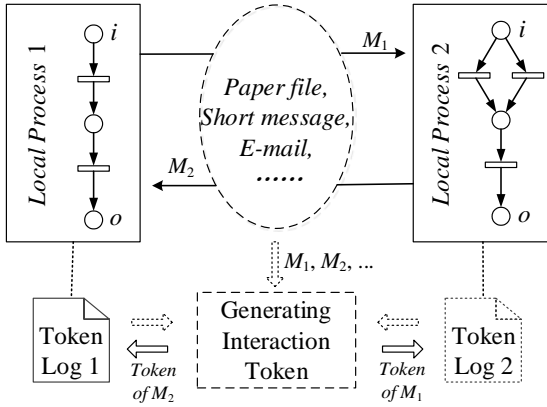 Local Process 1
i
o
M1
M2
Paper file,
Short message,
E-mail,
......
Local Process 2
i
o
M1, M2, ...
Token
Log 1
Token
of M2
Generating
Interaction
Token
Token
of M1
Token
Log 2